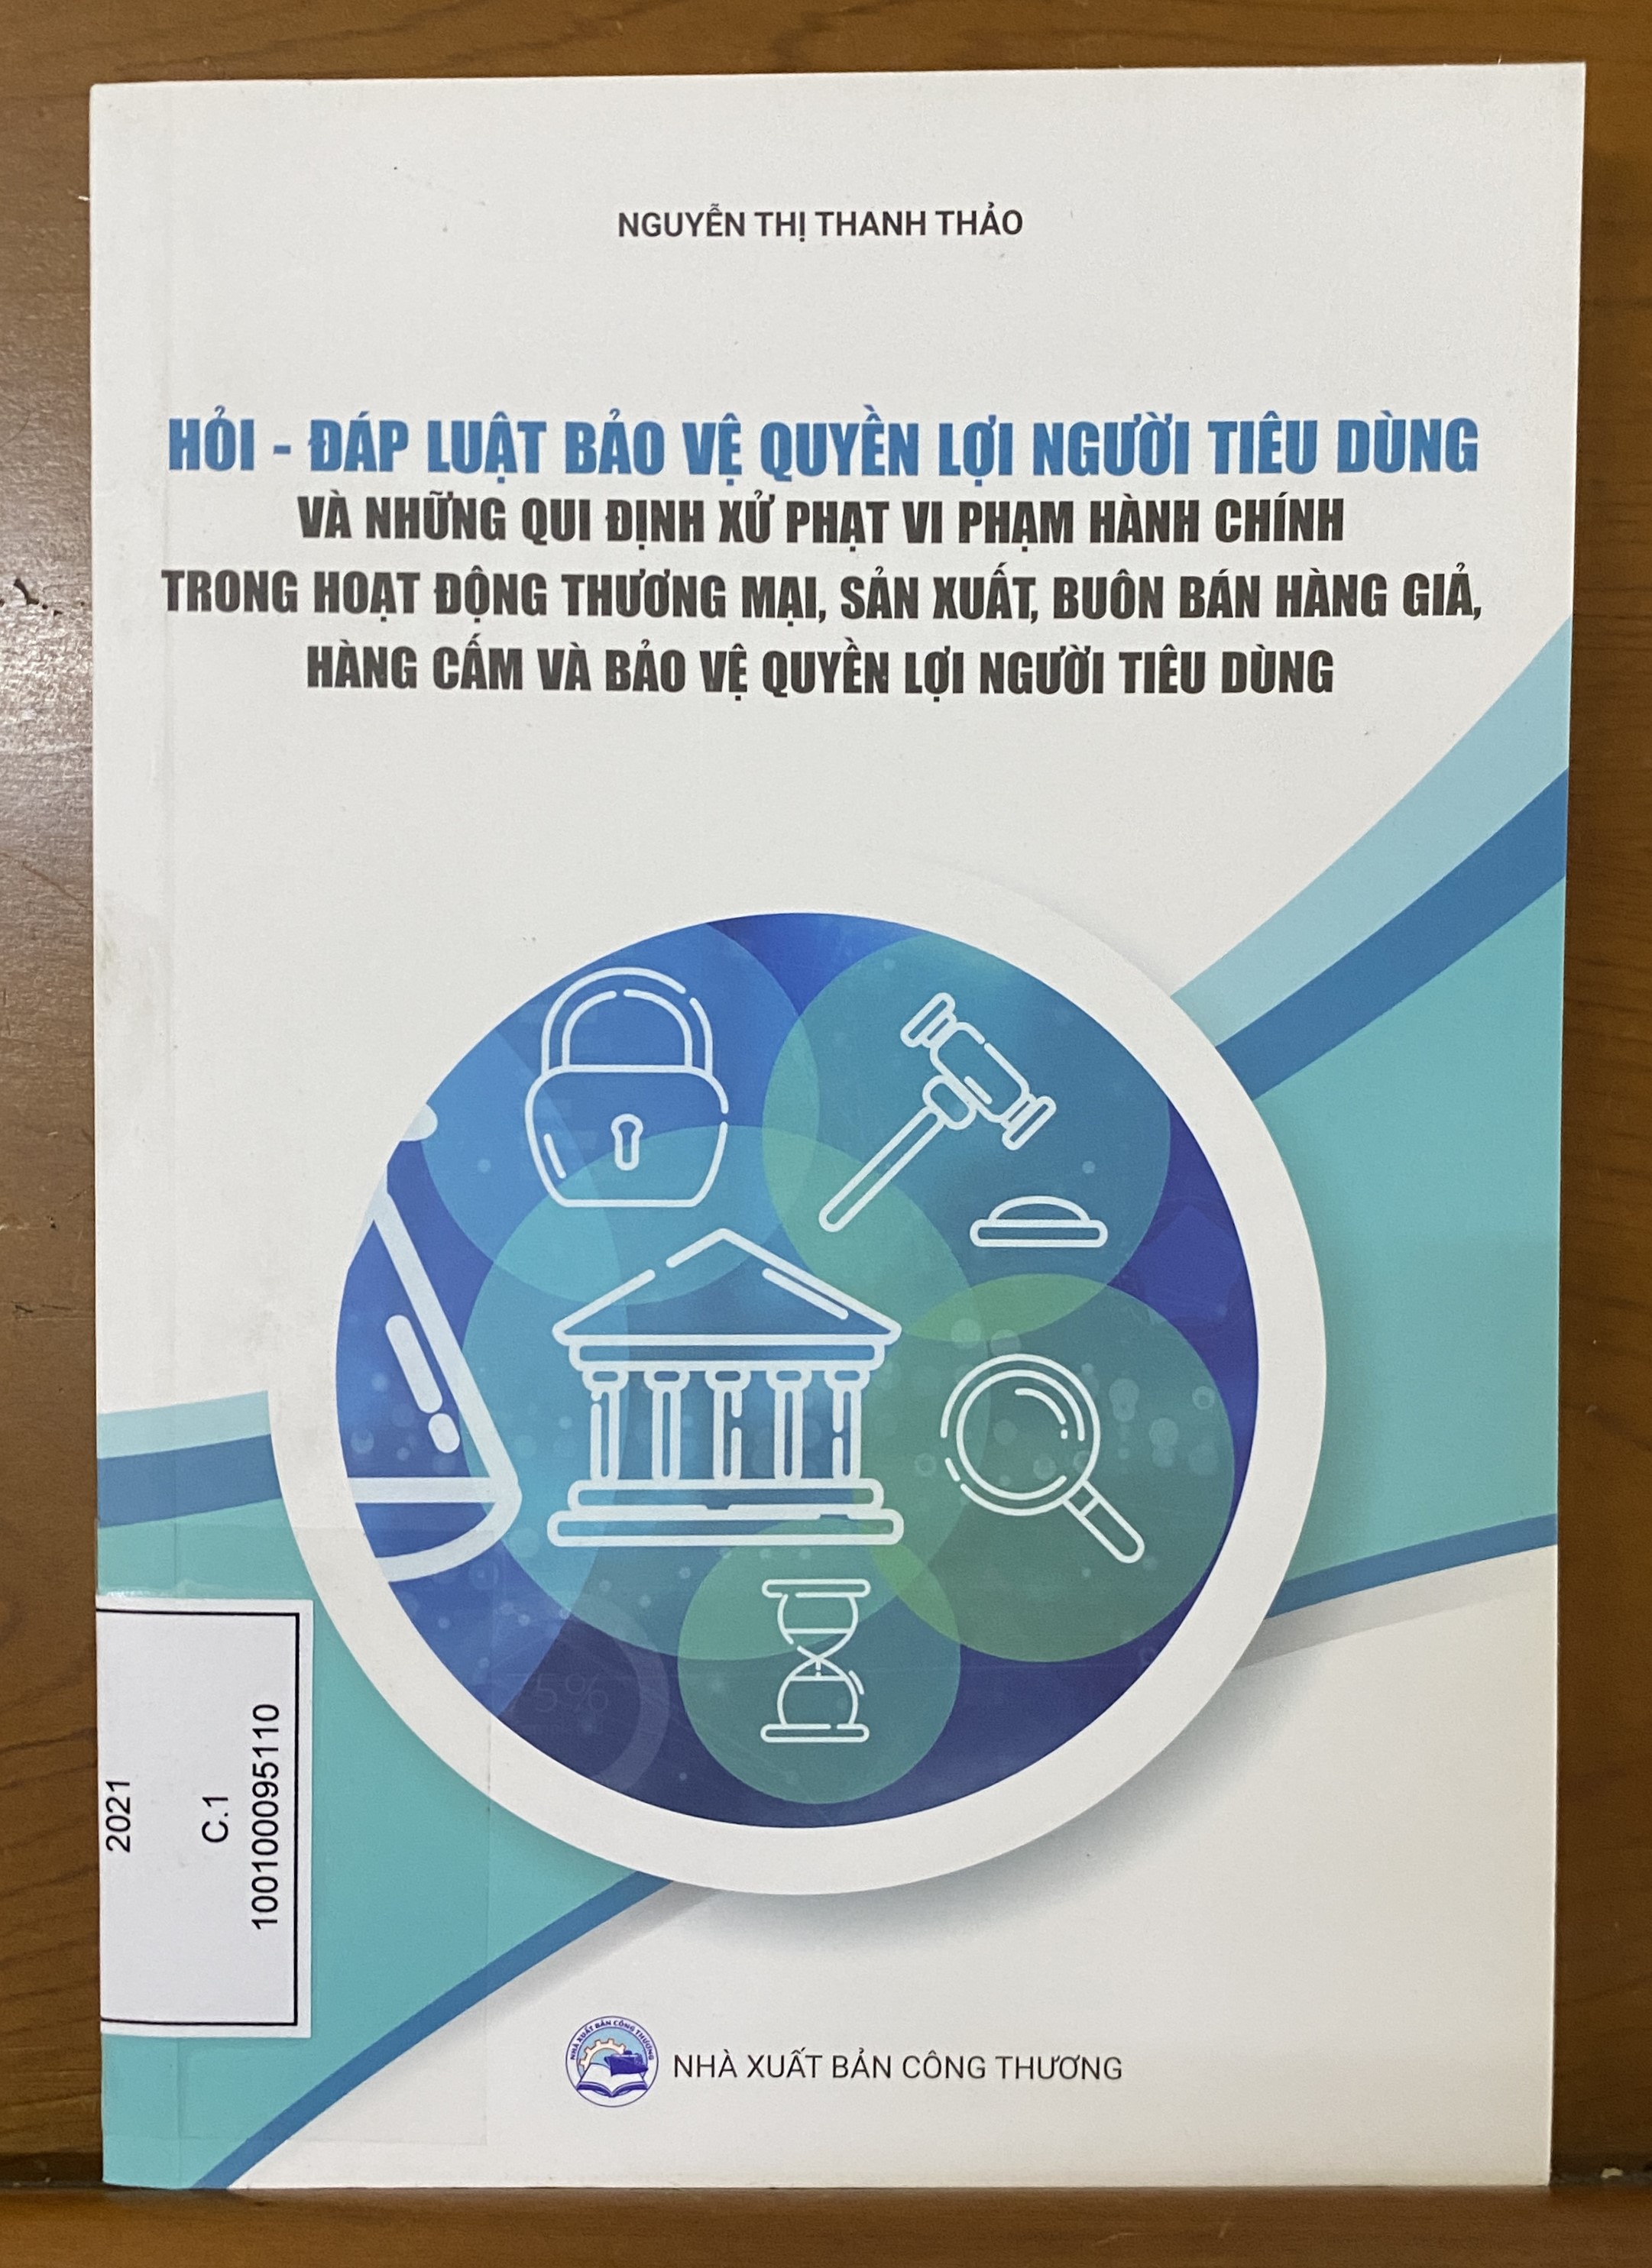 NGUYỄN THỊ THANH THẢO
HỎI - ĐÁP LUẬT BẢO VỆ QUYỀN LỢI NGƯỜI TIÊU DÙNG
VÀ NHỮNG QUI ĐỊNH XỬ PHẠT VI PHẠM HÀNH CHÍNH
TRONG HOẠT ĐỘNG THƯƠNG MẠI, SẢN XUẤT, BUÔN BÁN HÀNG GIẢ,
HÀNG CẤM VÀ BẢO VỆ QUYỀN LỢI NGƯỜI TIÊU DÙNG
75%
2021
C.1
100100095110
NHÀ XUẤT BẢN CÔNG THƯƠNG
NHÀ XUẤT BẢN CÔNG THƯƠNG